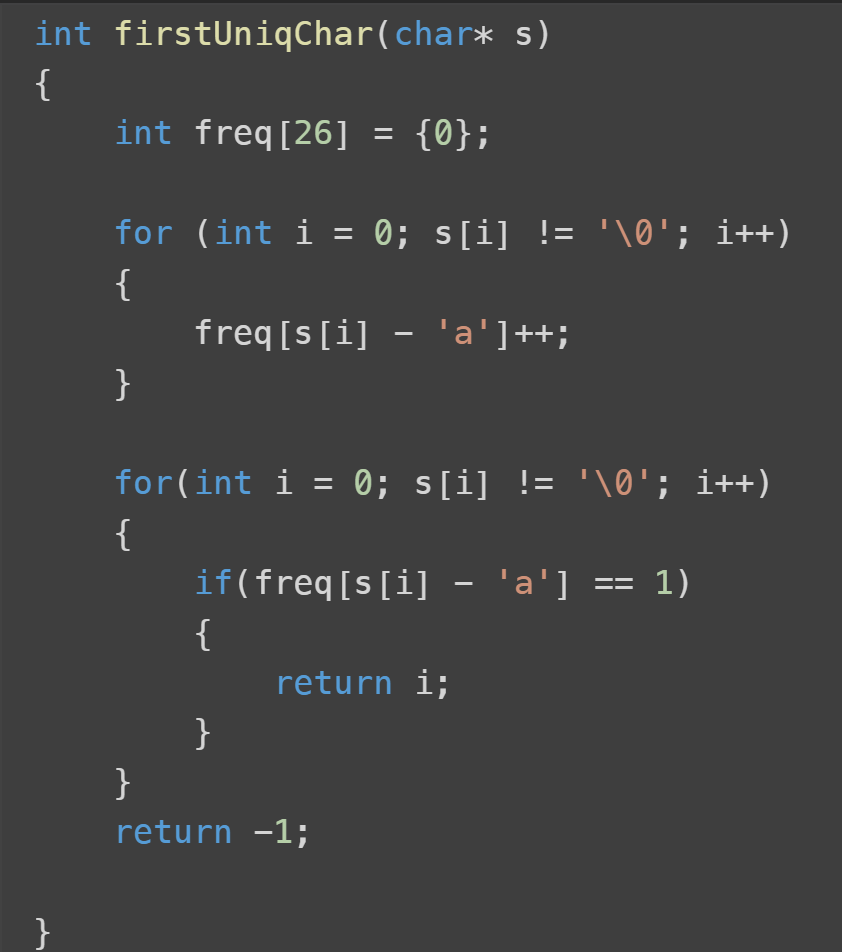 int firstUniqChar(char* s)
{
    int freq[26] = {0};

    for (int i = 0; s[i] != '\0'; i++)
    {
        freq[s[i] - 'a']++;
    }

    for(int i = 0; s[i] != '\0'; i++)
    {
        if(freq[s[i] - 'a'] == 1)
        {
            return i;
        }
    }
    return -1;

}